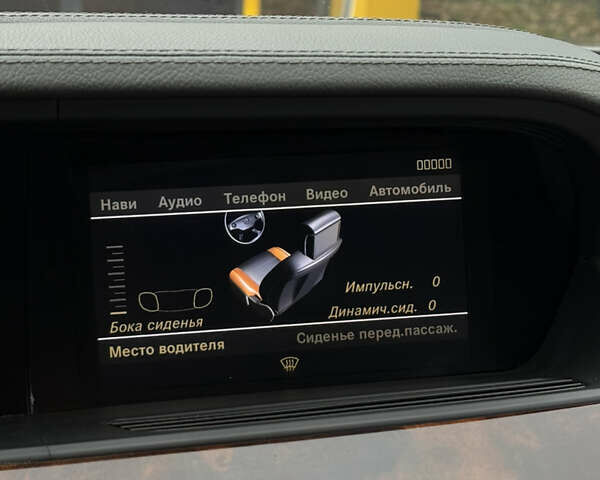 Нави Аудио Телефон Видео Автомобиль
Импульсн. 0
Динамич.сид. 0
Бока сиденья
Место водителя Сиденье перед.пассаж.